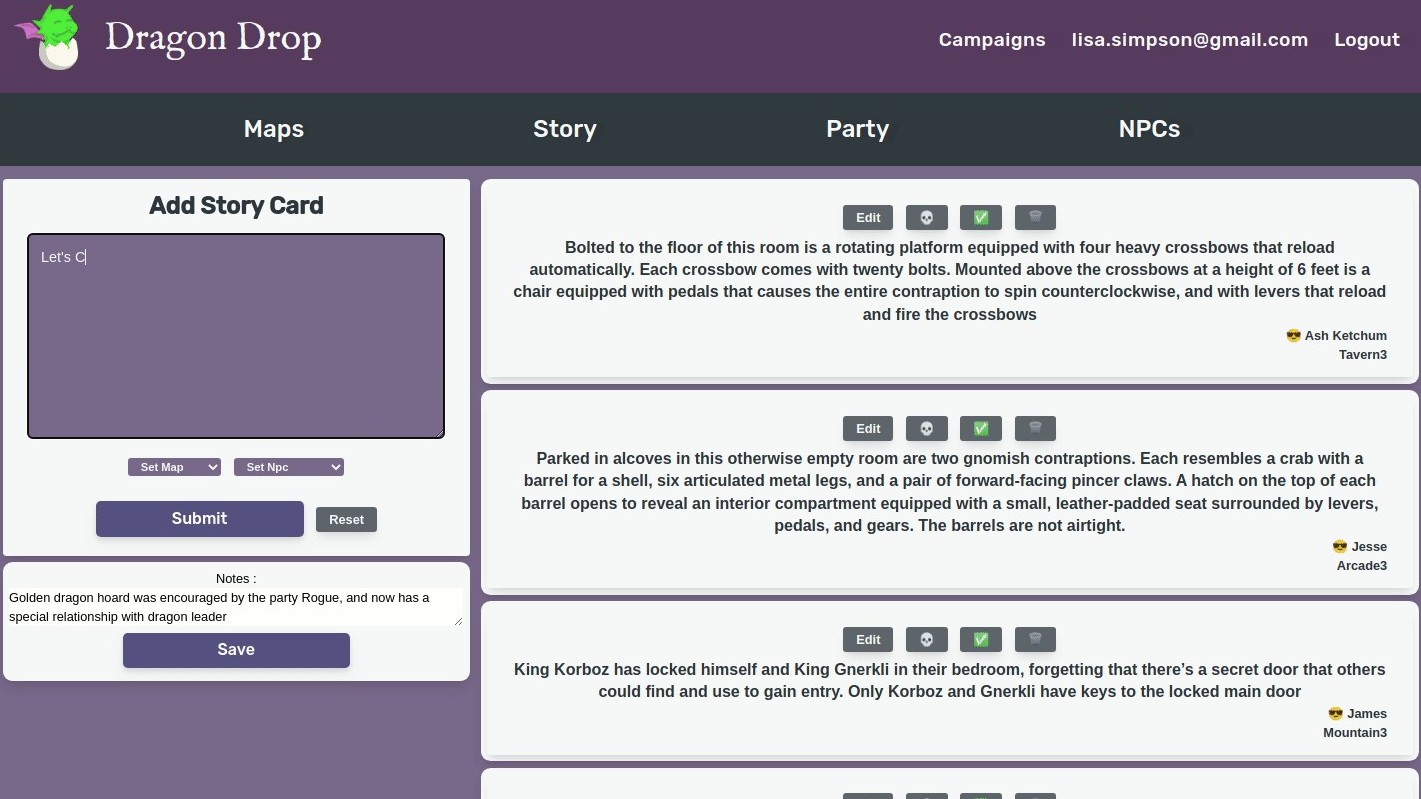 Dragon Drop
Campaigns lisa.simpson@gmail.com Logout
Maps Story Party NPCs
Add Story Card
Let's C
Set Map Set Npc
Submit Reset
Notes :
Golden dragon hoard was encouraged by the party Rogue, and now has a
special relationship with dragon leader
Save
Edit
Bolted to the floor of this room is a rotating platform equipped with four heavy crossbows that reload
automatically. Each crossbow comes with twenty bolts. Mounted above the crossbows at a height of 6 feet is a
chair equipped with pedals that causes the entire contraption to spin counterclockwise, and with levers that reload
and fire the crossbows
😎 Ash Ketchum
Tavern3
Edit
Parked in alcoves in this otherwise empty room are two gnomish contraptions. Each resembles a crab with a
barrel for a shell, six articulated metal legs, and a pair of forward-facing pincer claws. A hatch on the top of each
barrel opens to reveal an interior compartment equipped with a small, leather-padded seat surrounded by levers,
pedals, and gears. The barrels are not airtight.
😎 Jesse
Arcade3
Edit
King Korboz has locked himself and King Gnerkli in their bedroom, forgetting that there’s a secret door that others
could find and use to gain entry. Only Korboz and Gnerkli have keys to the locked main door
😎 James
Mountain3